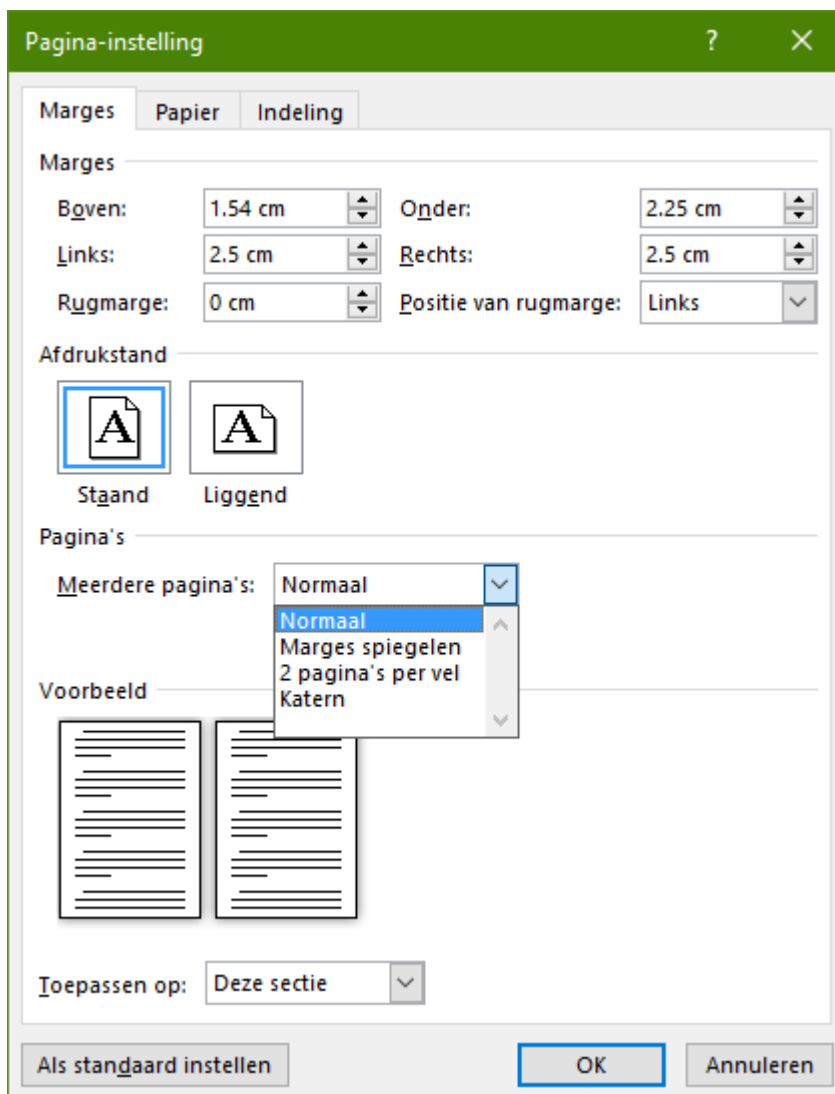 Pagina-instelling ? ×
Marges Papier Indeling
Marges
Boven: 1.54 cm Onder: 2.25 cm
Links: 2.5 cm Rechts: 2.5 cm
Rugmarge: 0 cm Positie van rugmarge: Links
Afdrukstand
A A
Staand Liggend
Pagina's
Meerdere pagina's: Normaal
Normaal
Marges spiegelen
2 pagina's per vel
Katern
Voorbeeld
Toepassen op: Deze sectie
Als standaard instellen OK Annuleren